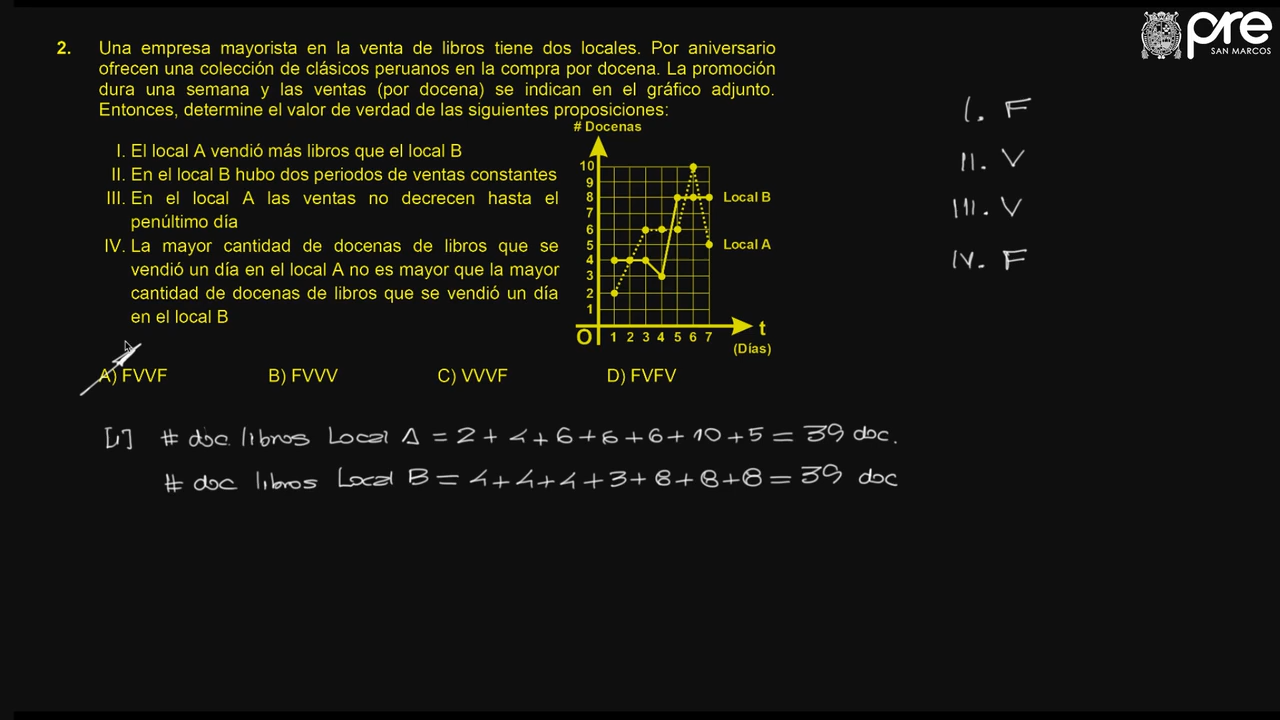 pre
SAN MARCOS
2. Una empresa mayorista en la venta de libros tiene dos locales. Por aniversario
ofrecen una colección de clásicos peruanos en la compra por docena. La promoción
dura una semana y las ventas (por docena) se indican en el gráfico adjunto.
Entonces, determine el valor de verdad de las siguientes proposiciones:
I. El local A vendió más libros que el local B
II. En el local B hubo dos periodos de ventas constantes
III. En el local A las ventas no decrecen hasta el
penúltimo día
IV. La mayor cantidad de docenas de libros que se
vendió un día en el local A no es mayor que la mayor
cantidad de docenas de libros que se vendió un día
en el local B
# Docenas
10
9
8
7
6
5
4
3
2
1
O 1 2 3 4 5 6 7
t
(Días)
Local B
Local A
I. F
II. V
III. V
IV. F
A) FVVF B) FVVV C) VVVF D) FVFV
[1] # doc. libros Local A = 2 + 4 + 6 + 6 + 6 + 10 + 5 = 39 doc.
# doc libros Local B = 4 + 4 + 4 + 3 + 8 + 8 + 8 = 39 doc